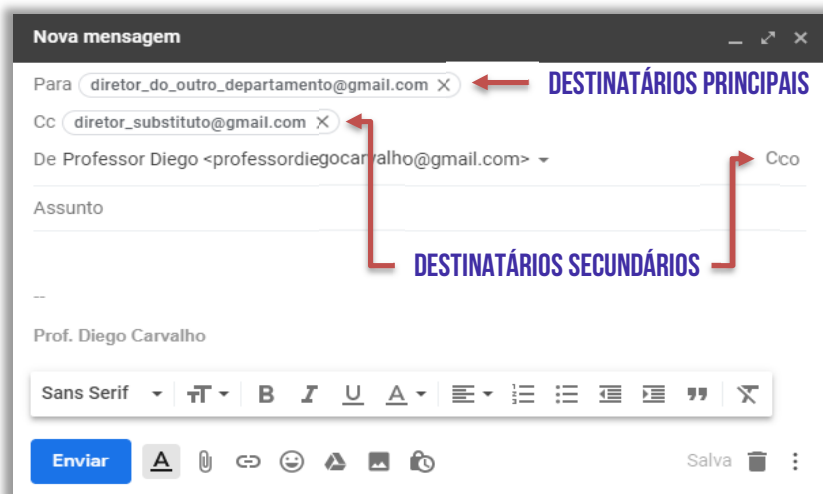 Nova mensagem
Para diretor_do_outro_departamento@gmail.com DESTINATÁRIOS PRINCIPAIS
Cc diretor_substituto@gmail.com
De Professor Diego <professordiegocarvalho@gmail.com> Cco
Assunto
DESTINATÁRIOS SECUNDÁRIOS
--
Prof. Diego Carvalho
Sans Serif
Enviar Salva